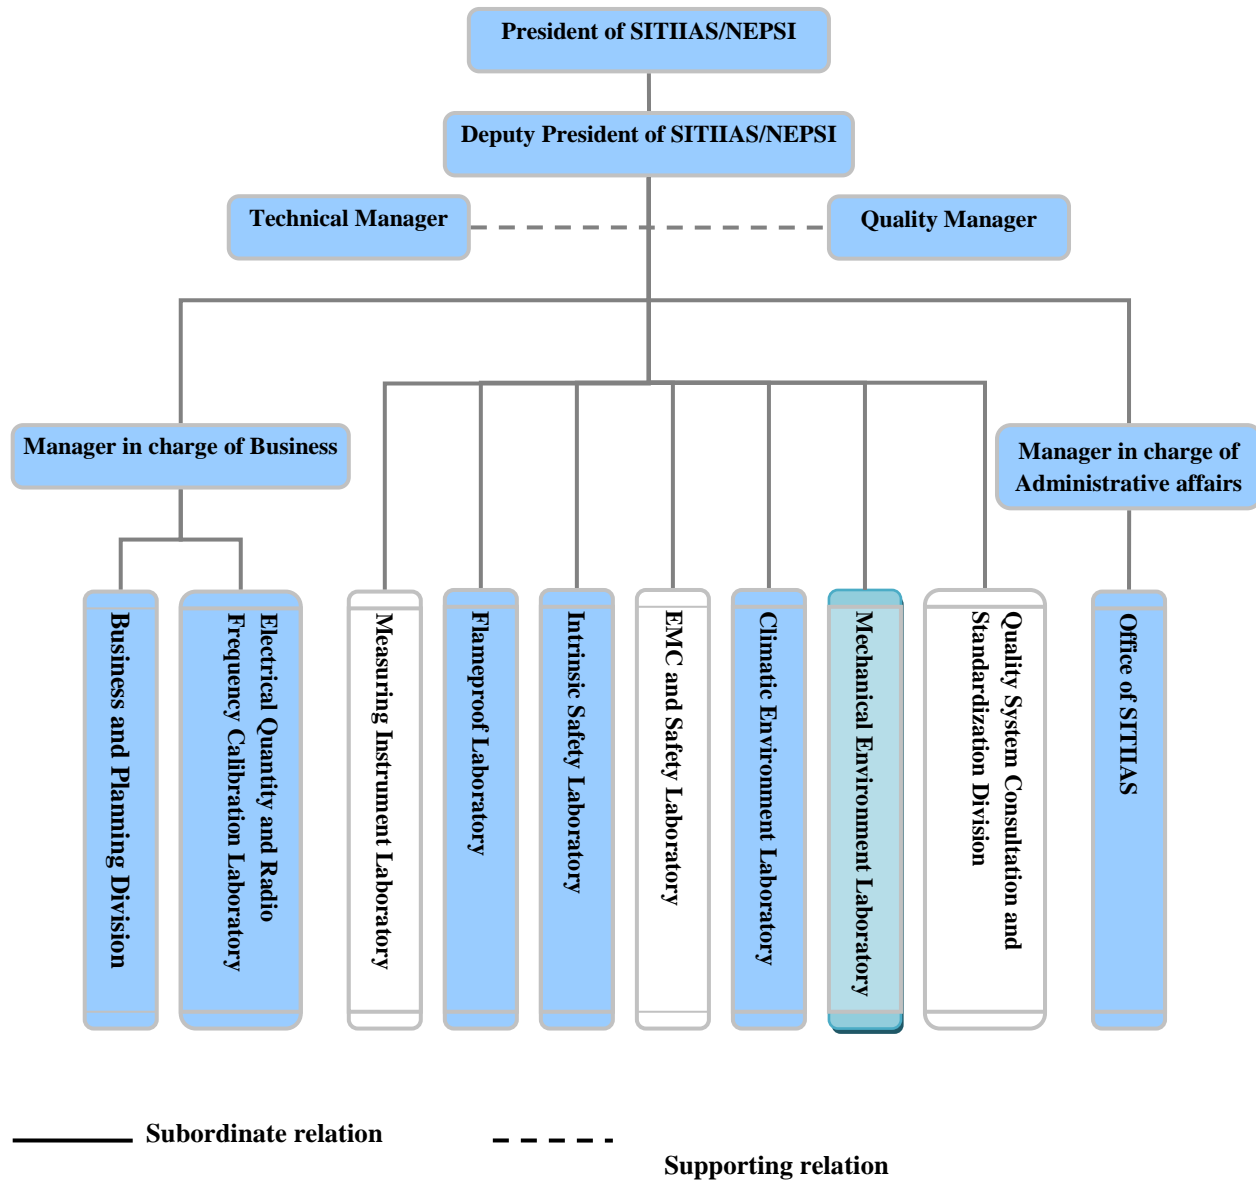 President of SITIIAS/NEPSI
Deputy President of SITIIAS/NEPSI
Technical Manager
Quality Manager
Manager in charge of Business
Manager in charge of
Administrative affairs
Business and Planning Division
Electrical Quantity and Radio
Frequency Calibration Laboratory
Measuring Instrument Laboratory
Flameproof Laboratory
Intrinsic Safety Laboratory
EMC and Safety Laboratory
Climatic Environment Laboratory
Mechanical Environment Laboratory
Quality System Consultation and
Standardization Division
Office of SITIIAS
Subordinate relation
Supporting relation